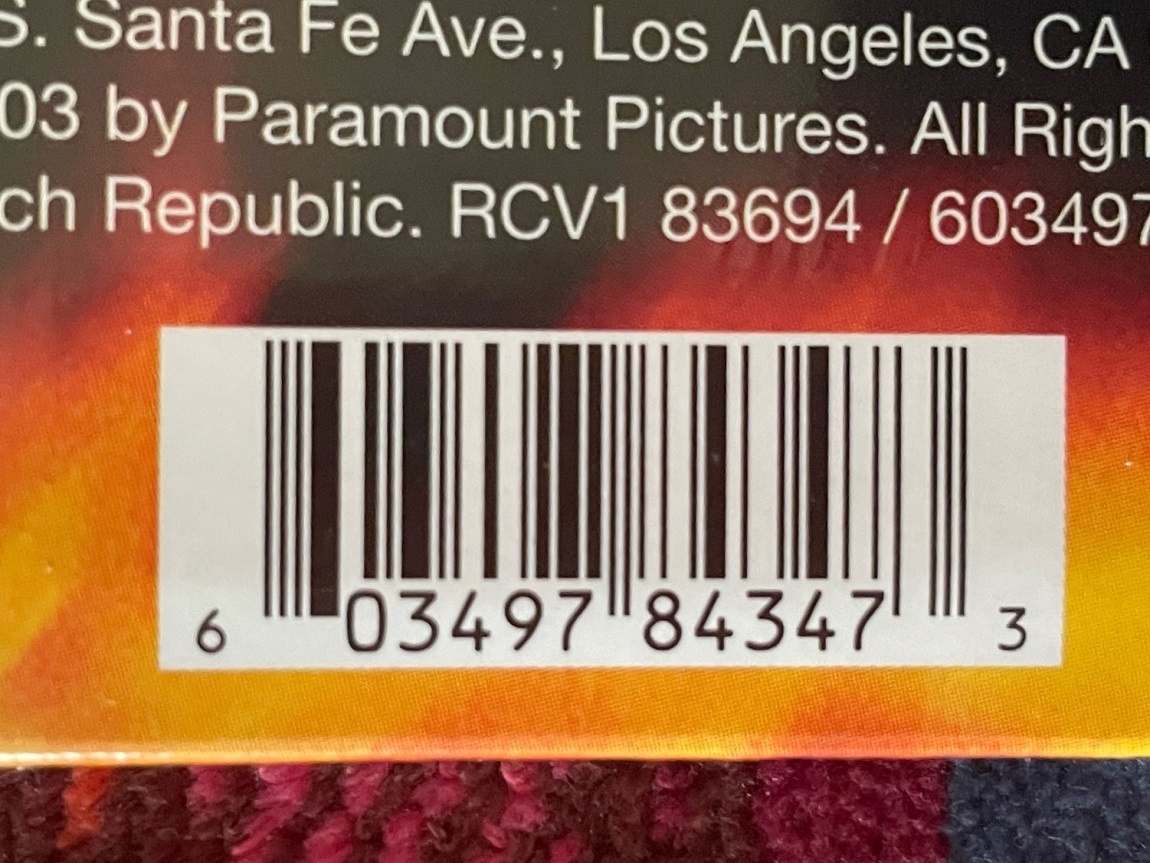 S. Santa Fe Ave., Los Angeles, CA
03 by Paramount Pictures. All Righ
ch Republic. RCV1 83694 / 603497
6 03497 84347 3